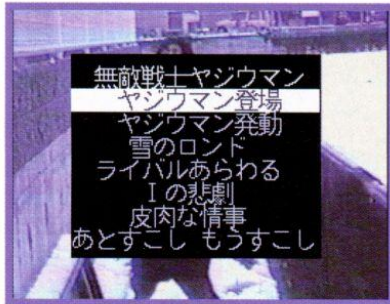 無敵戦士ヤジウマン
ヤジウマン登場
ヤジウマン発動
雪のロンド
ライバルあらわる
Iの悲劇
皮肉な情事
あとすこし もうすこし